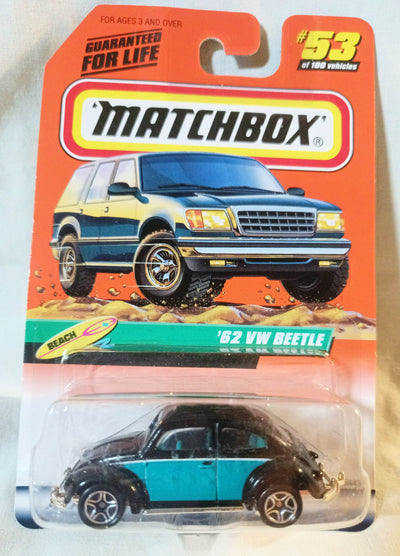 FOR AGES 3 AND OVER
GUARANTEED
FOR LIFE
#53
of 100 vehicles
'MATCHBOX'®
BEACH
'62 VW BEETLE